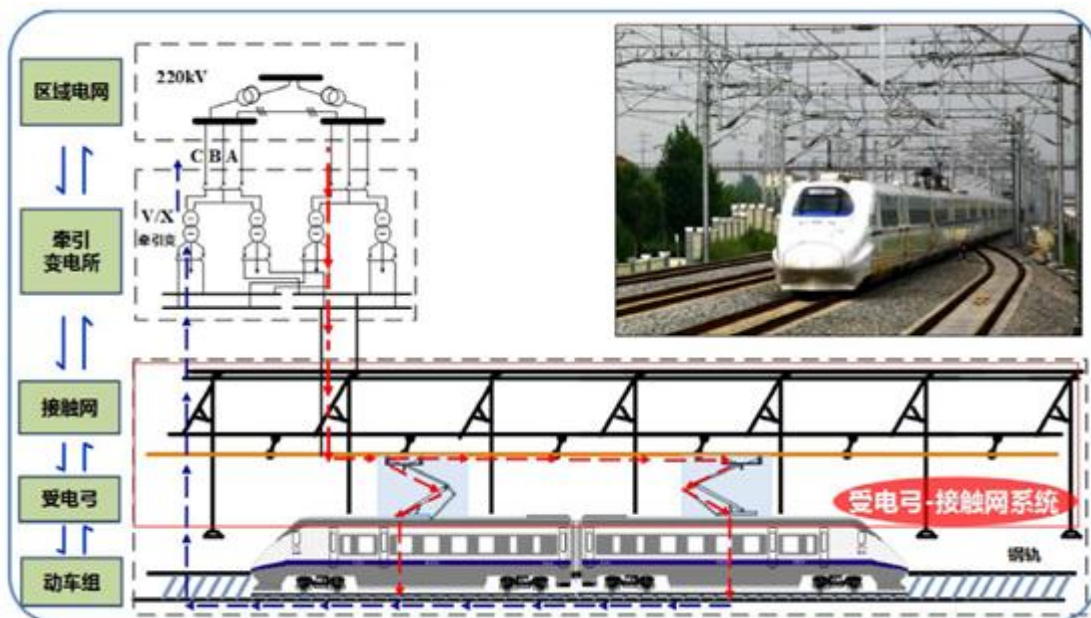 区域电网
220kV
C B A
牵引
变电所
V/X
牵引变
接触网
受电弓
受电弓-接触网系统
钢轨
动车组